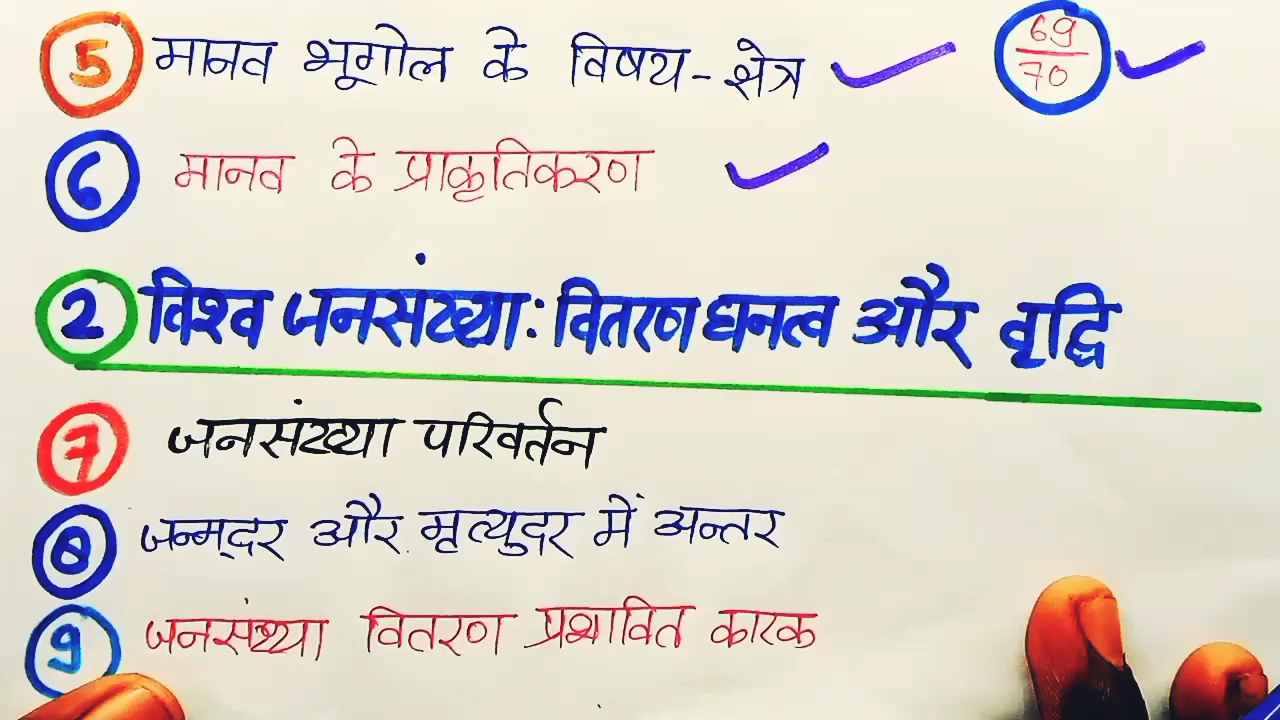 5 मानव भूगोल के विषय-क्षेत्र 69/70
6 मानव के प्राकृतिकरण
2 विश्व जनसंख्या: वितरण घनत्व और वृद्धि
7 जनसंख्या परिवर्तन
8 जन्मदर और मृत्युदर में अन्तर
9 जनसंख्या वितरण प्रभावित कारक